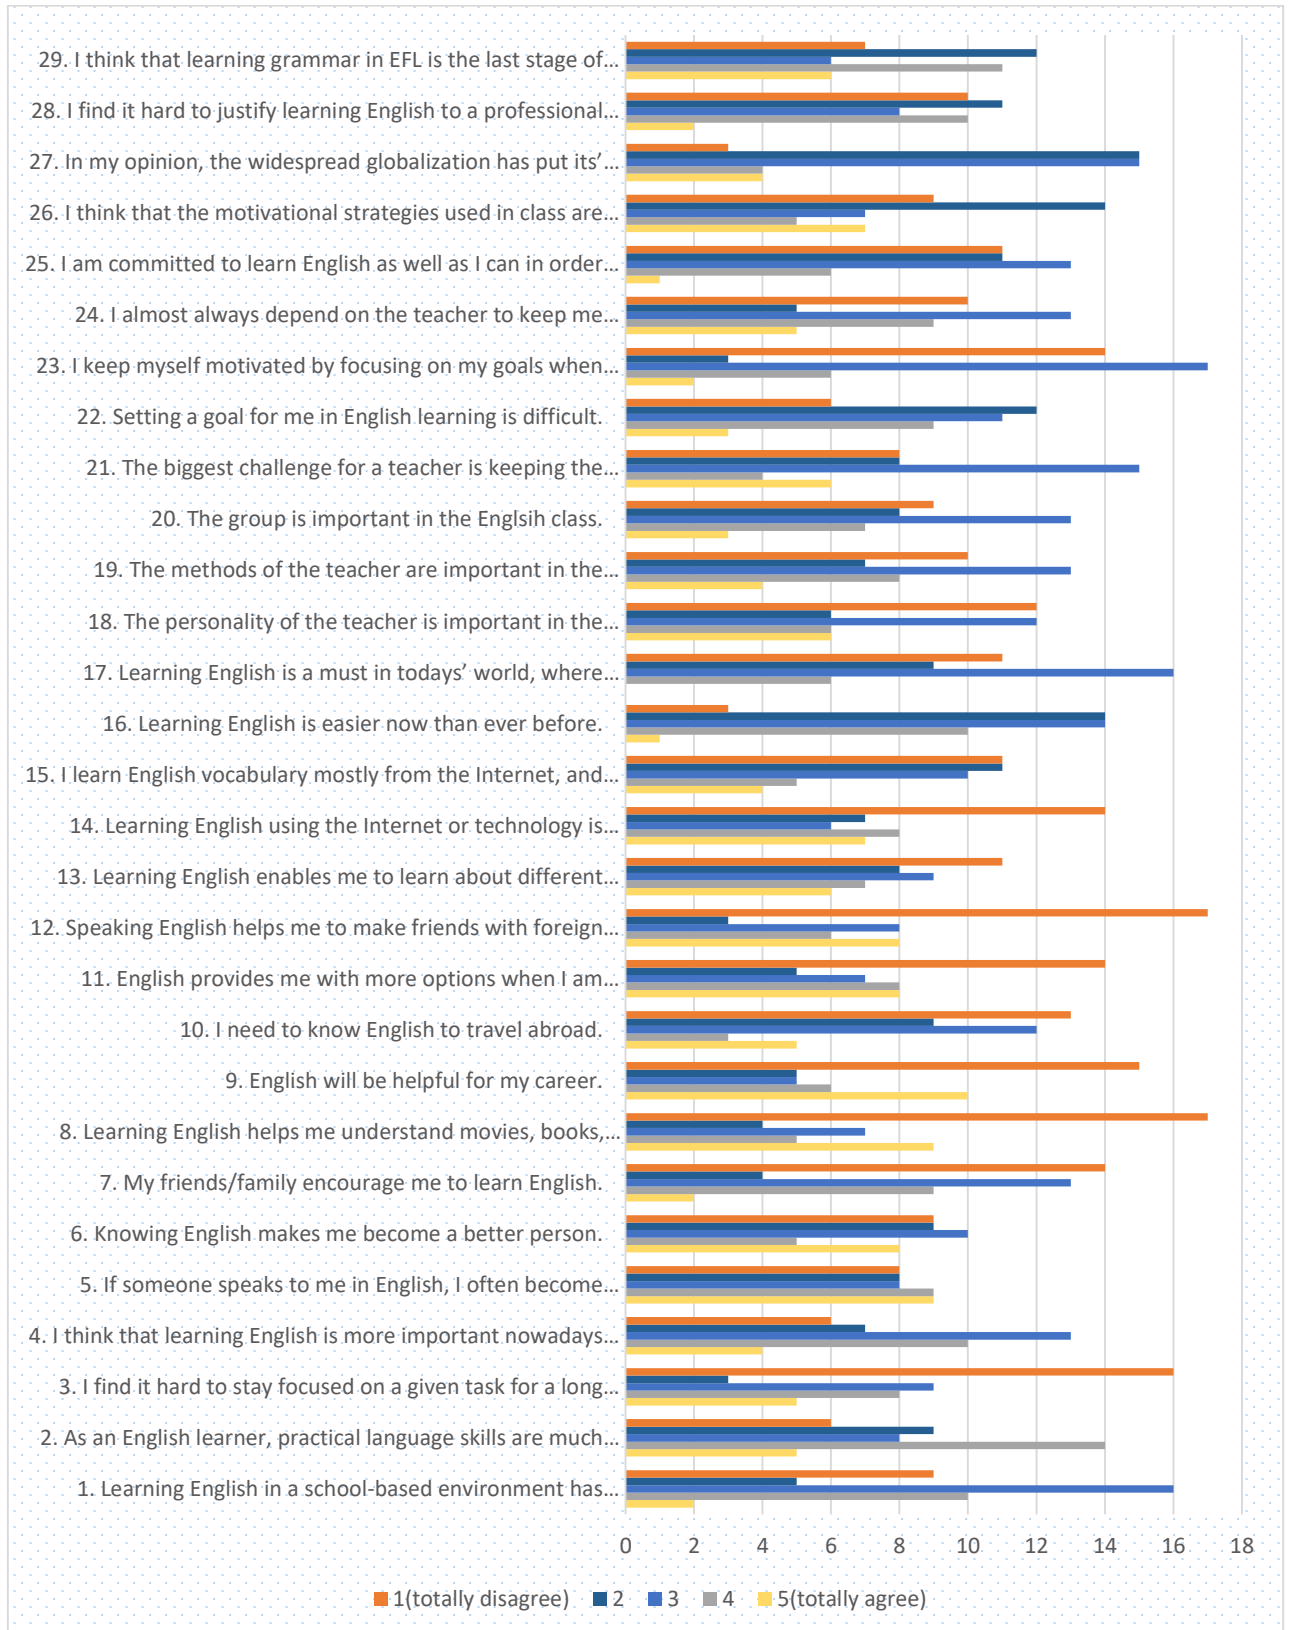 29. I think that learning grammar in EFL is the last stage of...
28. I find it hard to justify learning English to a professional...
27. In my opinion, the widespread globalization has put its’...
26. I think that the motivational strategies used in class are...
25. I am committed to learn English as well as I can in order...
24. I almost always depend on the teacher to keep me...
23. I keep myself motivated by focusing on my goals when...
22. Setting a goal for me in English learning is difficult.
21. The biggest challenge for a teacher is keeping the...
20. The group is important in the Englsih class.
19. The methods of the teacher are important in the...
18. The personality of the teacher is important in the...
17. Learning English is a must in todays’ world, where...
16. Learning English is easier now than ever before.
15. I learn English vocabulary mostly from the Internet, and...
14. Learning English using the Internet or technology is...
13. Learning English enables me to learn about different...
12. Speaking English helps me to make friends with foreign...
11. English provides me with more options when I am...
10. I need to know English to travel abroad.
9. English will be helpful for my career.
8. Learning English helps me understand movies, books,...
7. My friends/family encourage me to learn English.
6. Knowing English makes me become a better person.
5. If someone speaks to me in English, I often become...
4. I think that learning English is more important nowadays...
3. I find it hard to stay focused on a given task for a long...
2. As an English learner, practical language skills are much...
1. Learning English in a school-based environment has...
0 2 4 6 8 10 12 14 16 18
1(totally disagree) 2 3 4 5(totally agree)